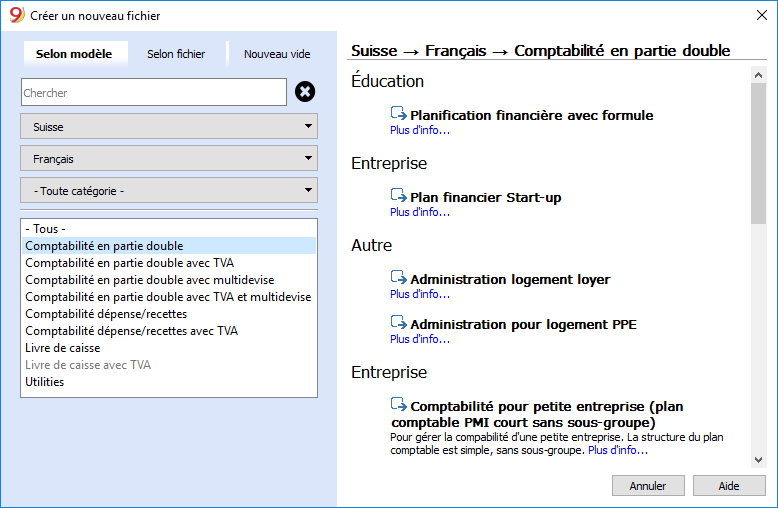 Créer un nouveau fichier
Selon modèle
Selon fichier
Nouveau vide
Chercher
Suisse
Français
- Toute catégorie -
- Tous -
Comptabilité en partie double
Comptabilité en partie double avec TVA
Comptabilité en partie double avec multidevise
Comptabilité en partie double avec TVA et multidevise
Comptabilité dépense/recettes
Comptabilité dépense/recettes avec TVA
Livre de caisse
Livre de caisse avec TVA
Utilities
Suisse → Français → Comptabilité en partie double
Éducation
Planification financière avec formule
Plus d'info...
Entreprise
Plan financier Start-up
Plus d'info...
Autre
Administration logement loyer
Plus d'info...
Administration pour logement PPE
Plus d'info...
Entreprise
Comptabilité pour petite entreprise (plan
comptable PMI court sans sous-groupe)
Pour gérer la compabilité d'une petite entreprise. La structure du plan
comptable est simple, sans sous-groupe. Plus d'info...
Annuler
Aide